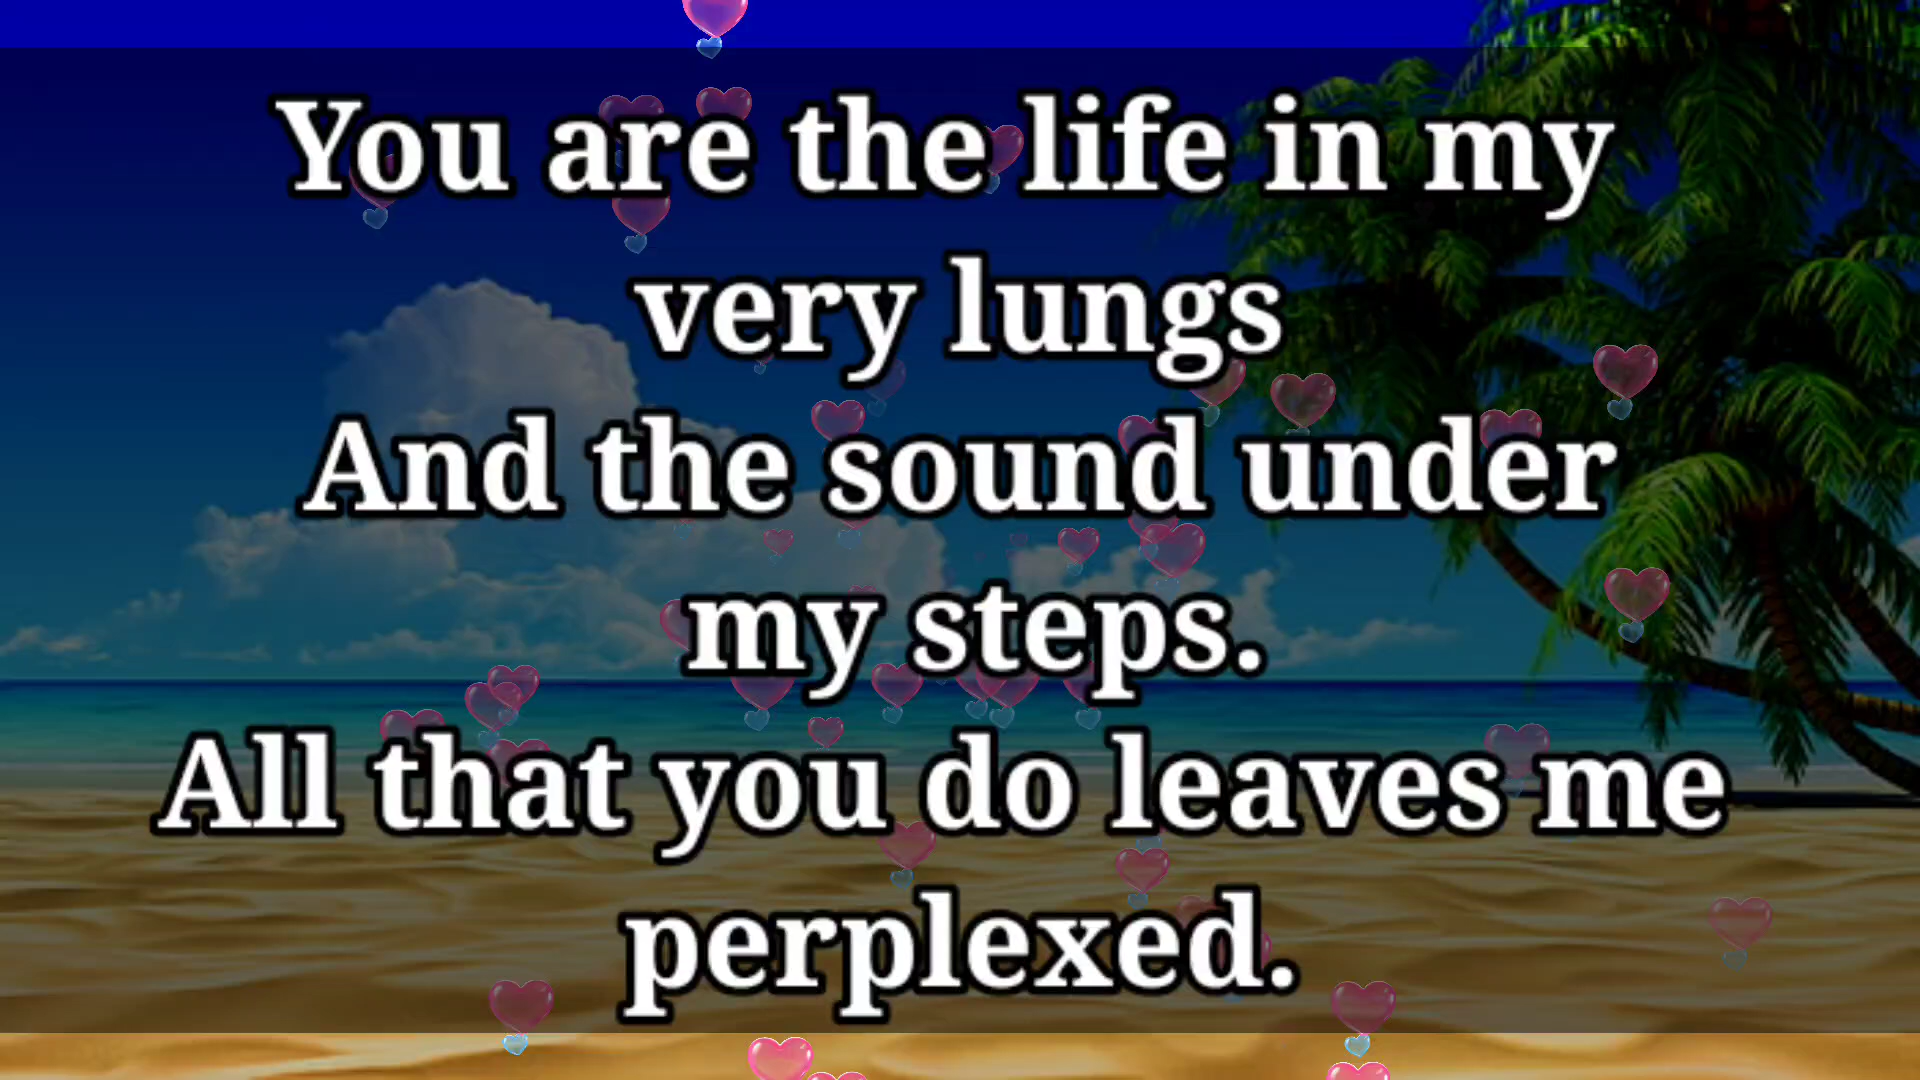 You are the life in my
very lungs
And the sound under
my steps.
All that you do leaves me
perplexed.